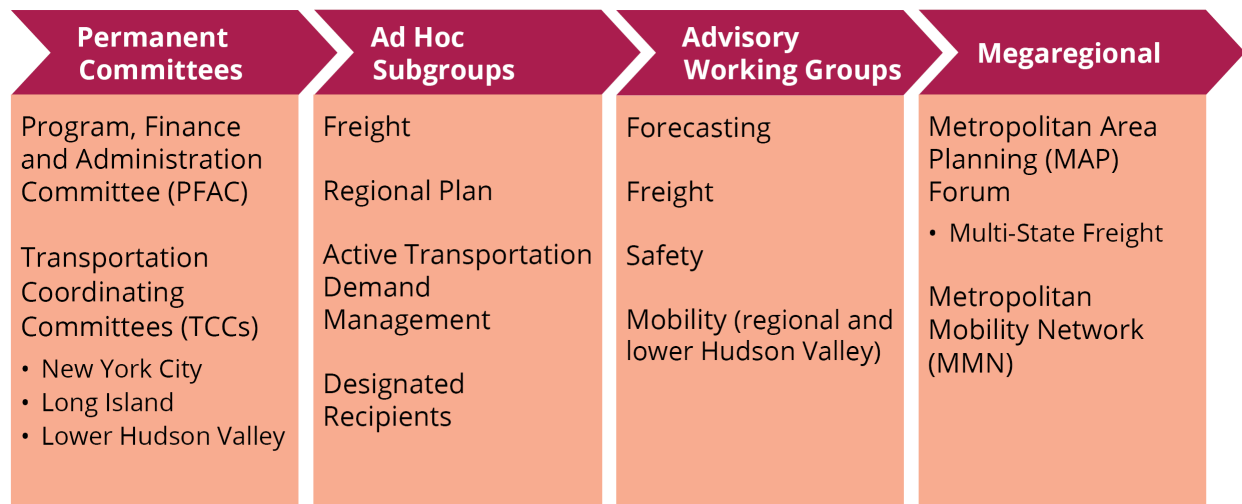 Permanent
Committees
Program, Finance
and Administration
Committee (PFAC)
Transportation
Coordinating
Committees (TCCs)
• New York City
• Long Island
• Lower Hudson Valley
Ad Hoc
Subgroups
Freight
Regional Plan
Active Transportation
Demand
Management
Designated
Recipients
Advisory
Working Groups
Forecasting
Freight
Safety
Mobility (regional and
lower Hudson Valley)
Megaregional
Metropolitan Area
Planning (MAP)
Forum
• Multi-State Freight
Metropolitan
Mobility Network
(MMN)